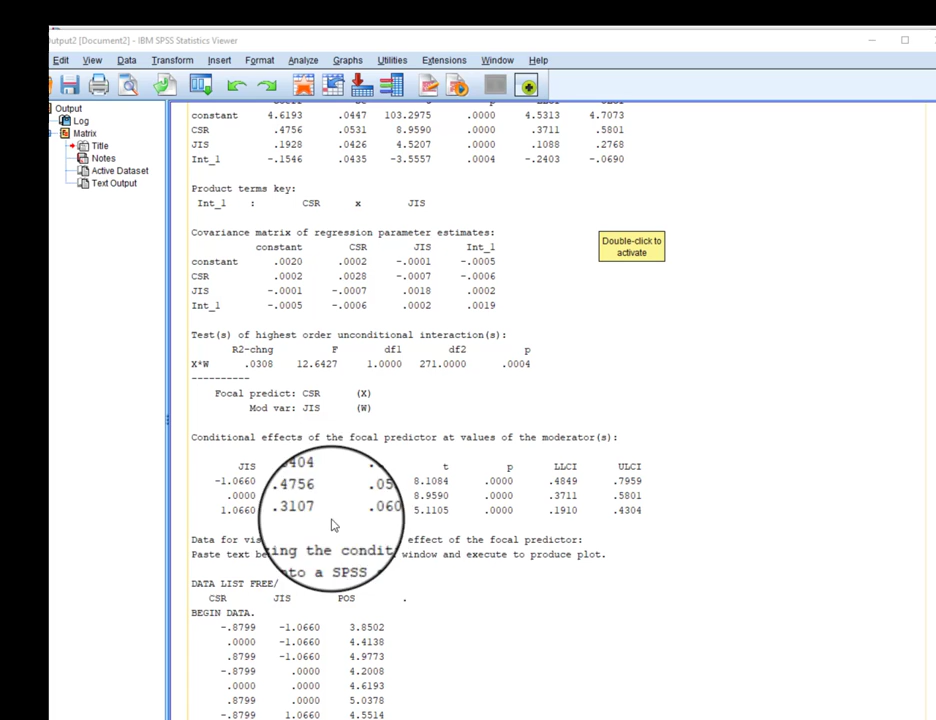 utput2 [Document2] - IBM SPSS Statistics Viewer
Edit View Data Transform Insert Format Analyze Graphs Utilities Extensions Window Help
Output
Log
Matrix
Title
Notes
Active Dataset
Text Output
constant 4.6193 .0447 103.2975 .0000 4.5313 4.7073
CSR .4756 .0531 8.9590 .0000 .3711 .5801
JIS .1928 .0426 4.5207 .0000 .1088 .2768
Int_1 -.1546 .0435 -3.5557 .0004 -.2403 -.0690
Product terms key:
Int_1 : CSR x JIS
Covariance matrix of regression parameter estimates:
constant CSR JIS Int_1
constant .0020 .0002 -.0001 -.0005
CSR .0002 .0028 -.0007 -.0006
JIS -.0001 -.0007 .0018 .0002
Int_1 -.0005 -.0006 .0002 .0019
Double-click to
activate
Test(s) of highest order unconditional interaction(s):
R2-chng F df1 df2 p
X*W .0308 12.6427 1.0000 271.0000 .0004
----------
Focal predict: CSR (X)
Mod var: JIS (W)
Conditional effects of the focal predictor at values of the moderator(s):
JIS t p LLCI ULCI
-1.0660 404 8.1084 .0000 .4849 .7959
.0000 .4756 .05 8.9590 .0000 .3711 .5801
1.0660 .3107 .060 5.1105 .0000 .1910 .4304
Data for vis ing the condit effect of the focal predictor:
Paste text be nto a SPSS window and execute to produce plot.
DATA LIST FREE/
CSR JIS POS .
BEGIN DATA.
-.8799 -1.0660 3.8502
.0000 -1.0660 4.4138
.8799 -1.0660 4.9773
-.8799 .0000 4.2008
.0000 .0000 4.6193
.8799 .0000 5.0378
-.8799 1.0660 4.5514